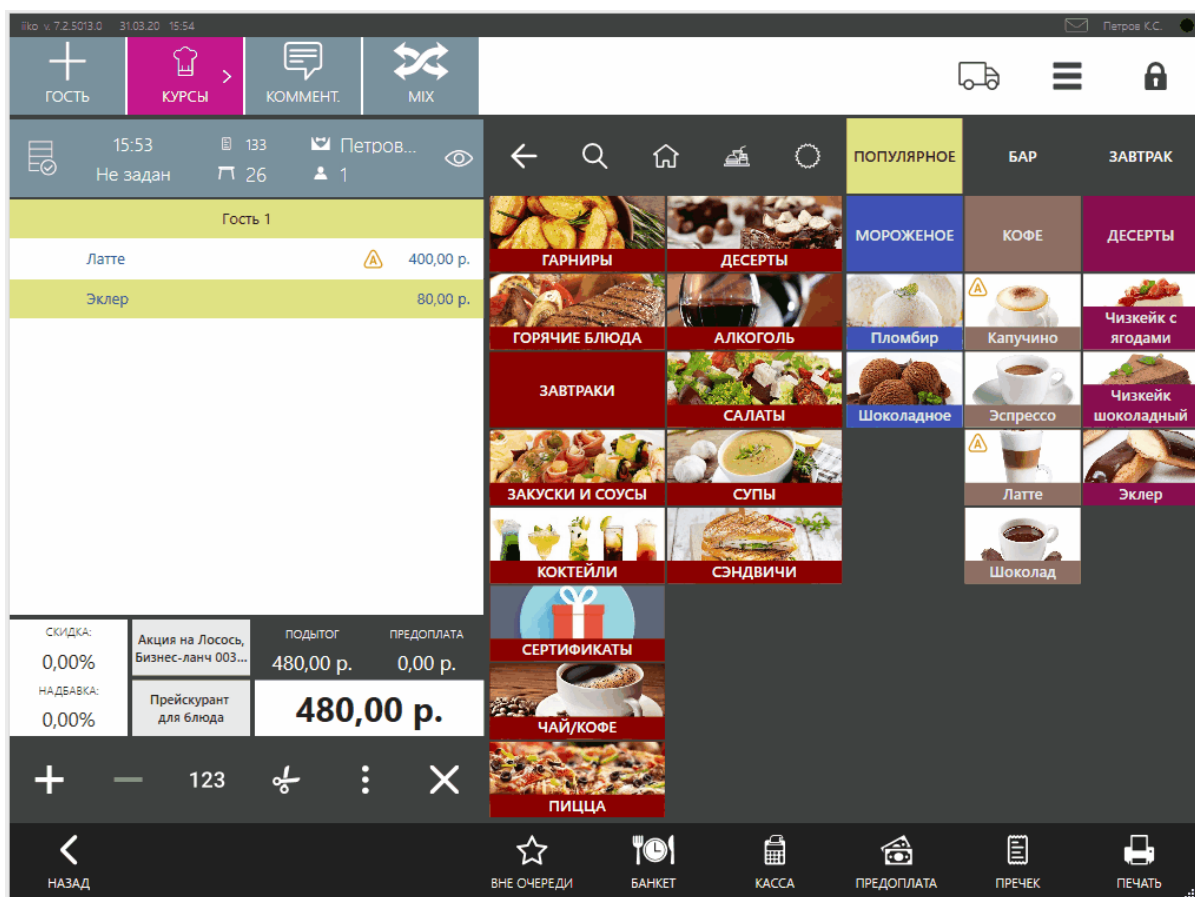 iiko v. 7.2.5013.0 31.03.20 15:54 Петров К.С.
ГОСТЬ КУРСЫ КОММЕНТ. MIX
15:53 133 Петров...
Не задан 26 1
Гость 1
Латте 400,00 р.
Эклер 80,00 р.
СКИДКА:
0,00%
НАДБАВКА:
0,00%
Акция на Лосось,
Бизнес-ланч 003...
Прейскурант
для блюда
ПОДЫТОГ ПРЕДОПЛАТА
480,00 р. 0,00 р.
480,00 р.
123
ПОПУЛЯРНОЕ БАР ЗАВТРАК
МОРОЖЕНОЕ КОФЕ ДЕСЕРТЫ
ГАРНИРЫ ДЕСЕРТЫ
ГОРЯЧИЕ БЛЮДА АЛКОГОЛЬ
ЗАВТРАКИ
САЛАТЫ
ЗАКУСКИ И СОУСЫ СУПЫ
КОКТЕЙЛИ СЭНДВИЧИ
СЕРТИФИКАТЫ
ЧАЙ/КОФЕ
ПИЦЦА
Пломбир
Шоколадное
A
Капучино
Эспрессо
A
Латте
Шоколад
Чизкейк с
ягодами
Чизкейк
шоколадный
Эклер
НАЗАД ВНЕ ОЧЕРЕДИ БАНКЕТ КАССА ПРЕДОПЛАТА ПРЕЧЕК ПЕЧАТЬ